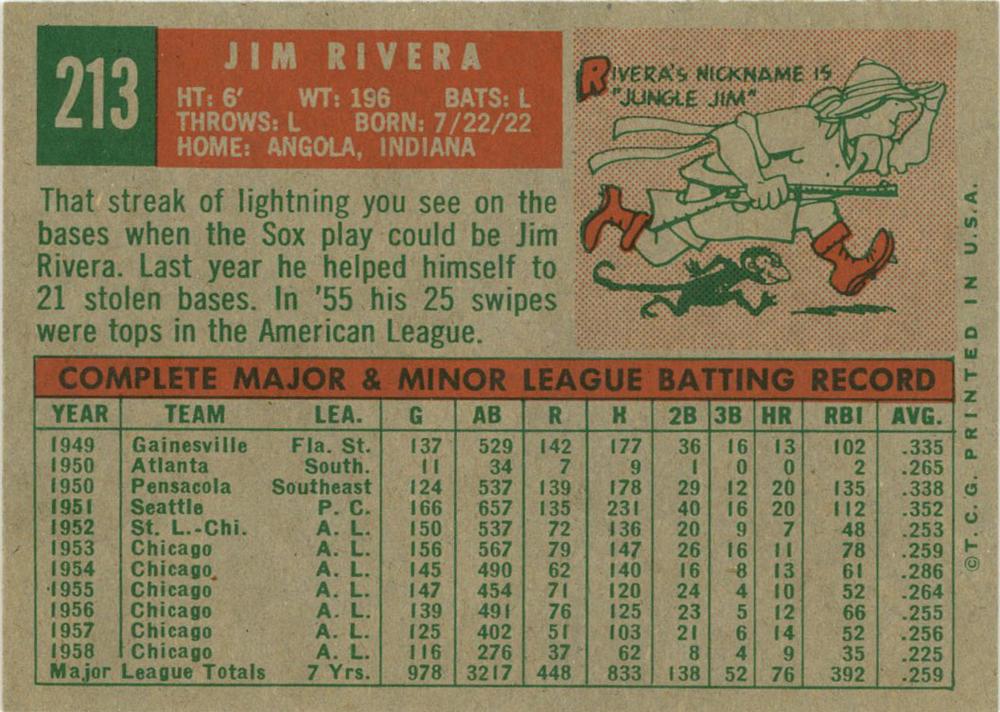 213
JIM RIVERA
HT: 6' WT: 196 BATS: L
THROWS: L BORN: 7/22/22
HOME: ANGOLA, INDIANA
RIVERA'S NICKNAME IS
"JUNGLE JIM"
That streak of lightning you see on the
bases when the Sox play could be Jim
Rivera. Last year he helped himself to
21 stolen bases. In '55 his 25 swipes
were tops in the American League.
COMPLETE MAJOR & MINOR LEAGUE BATTING RECORD
YEAR TEAM LEA. G AB R H 2B 3B HR RBI AVG.
1949 Gainesville Fla. St. 137 529 142 177 36 16 13 102 .335
1950 Atlanta South. 11 34 7 9 1 0 0 2 .265
1950 Pensacola Southeast 124 537 139 178 29 12 20 135 .338
1951 Seattle P. C. 166 657 135 231 40 16 20 112 .352
1952 St. L.-Chi. A. L. 150 537 72 136 20 9 7 48 .253
1953 Chicago A. L. 156 567 79 147 26 16 11 78 .259
1954 Chicago A. L. 145 490 62 140 16 8 13 61 .286
1955 Chicago A. L. 147 454 71 120 24 4 10 52 .264
1956 Chicago A. L. 139 491 76 125 23 5 12 66 .255
1957 Chicago A. L. 125 402 51 103 21 6 14 52 .256
1958 Chicago A. L. 116 276 37 62 8 4 9 35 .225
Major League Totals 7 Yrs. 978 3217 448 833 138 52 76 392 .259
©T.C.G. PRINTED IN U.S.A.